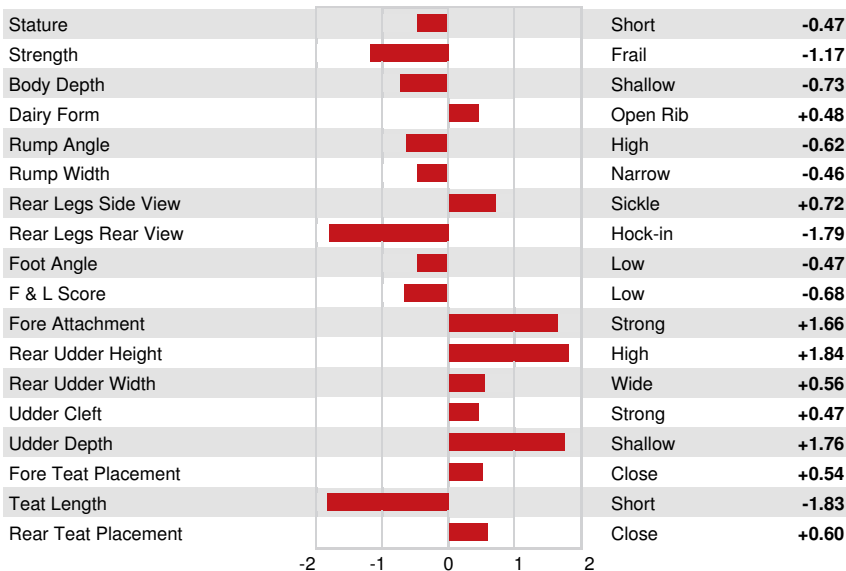 Stature Short -0.47
Strength Frail -1.17
Body Depth Shallow -0.73
Dairy Form Open Rib +0.48
Rump Angle High -0.62
Rump Width Narrow -0.46
Rear Legs Side View Sickle +0.72
Rear Legs Rear View Hock-in -1.79
Foot Angle Low -0.47
F & L Score Low -0.68
Fore Attachment Strong +1.66
Rear Udder Height High +1.84
Rear Udder Width Wide +0.56
Udder Cleft Strong +0.47
Udder Depth Shallow +1.76
Fore Teat Placement Close +0.54
Teat Length Short -1.83
Rear Teat Placement Close +0.60
-2 -1 0 1 2